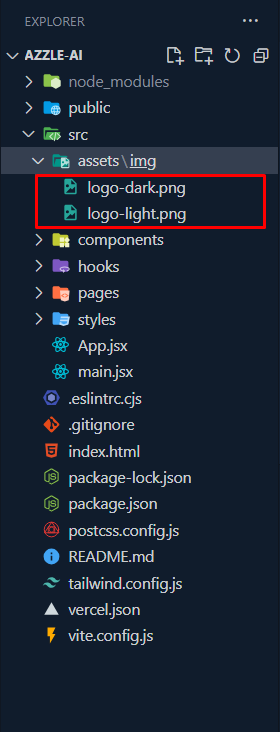 EXPLORER
AZZLE-AI
node_modules
public
src
assets\img
logo-dark.png
logo-light.png
components
hooks
pages
styles
App.jsx
main.jsx
.eslintrc.cjs
.gitignore
index.html
package-lock.json
package.json
postcss.config.js
README.md
tailwind.config.js
vercel.json
vite.config.js